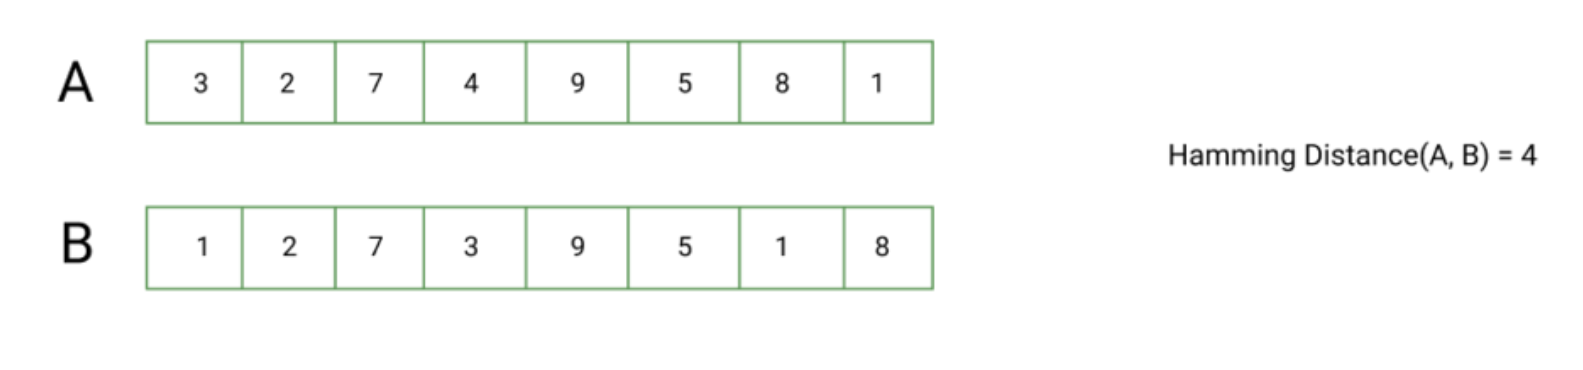 A 3 2 7 4 9 5 8 1
Hamming Distance(A, B) = 4
B 1 2 7 3 9 5 1 8